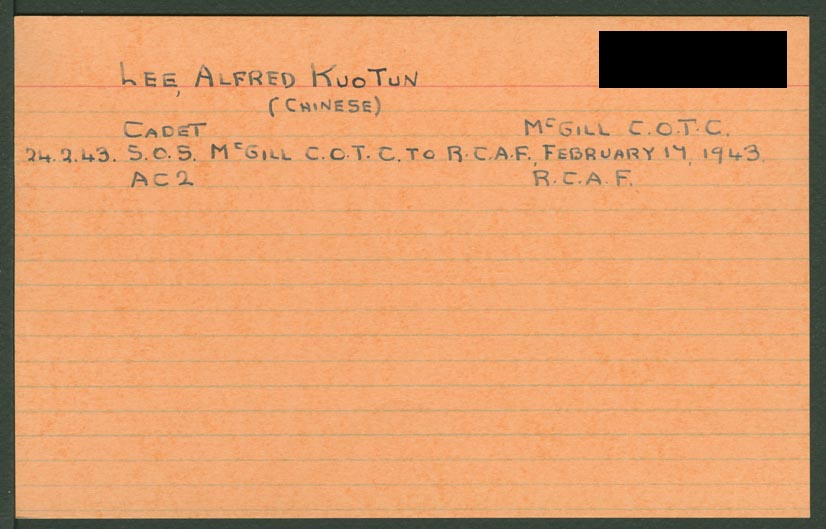 LEE, ALFRED KUOTUN
(CHINESE)
CADET McGILL C.O.T.C.
24.2.43. S.O.S. McGILL C.O.T.C. TO R.C.A.F., FEBRUARY 17, 1943.
AC2 R.C.A.F.